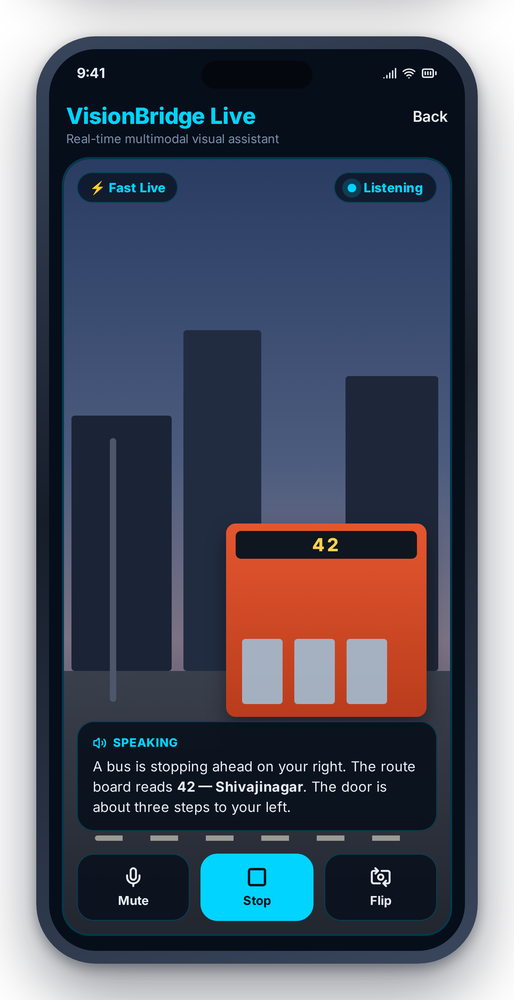 9:41
VisionBridge Live
Back
Real-time multimodal visual assistant
⚡ Fast Live
Listening
42
SPEAKING
A bus is stopping ahead on your right. The route
board reads 42 — Shivajinagar. The door is
about three steps to your left.
Mute
Stop
Flip